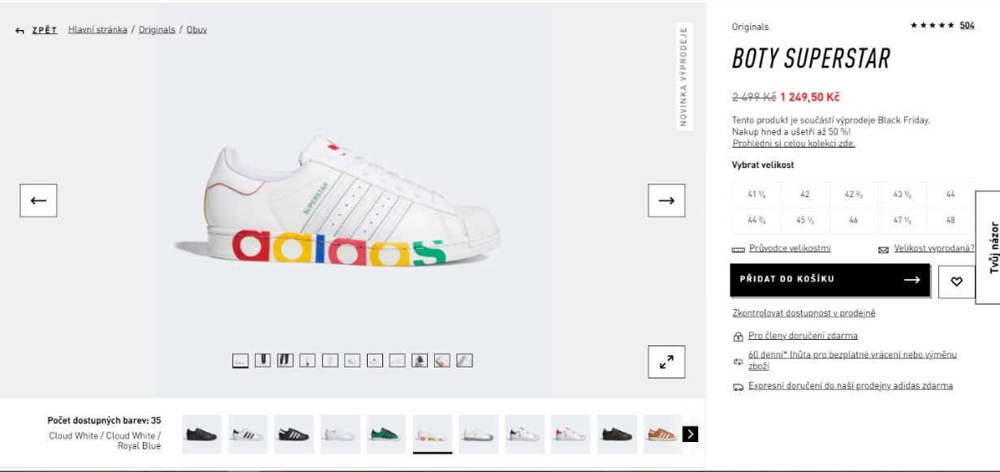 ZPĚT Hlavní stránka / Originals / Obuv
NOVINKA VÝPRODEJE
SUPERSTAR
adidas
Počet dostupných barev: 35
Cloud White / Cloud White /
Royal Blue
Originals
★★★★★ 504
BOTY SUPERSTAR
2 499 Kč 1 249,50 Kč
Tento produkt je součástí výprodeje Black Friday.
Nakup hned a ušetři až 50 %!
Prohlédni si celou kolekci zde.
Vybrat velikost
41 ⅓ 42 42 ⅔ 43 ⅓ 44
44 ⅔ 45 ⅓ 46 47 ⅓ 48
Průvodce velikostmi Velikost vyprodaná?
PŘIDAT DO KOŠÍKU
Zkontrolovat dostupnost v prodejně
Pro členy doručení zdarma
60 denní* lhůta pro bezplatné vrácení nebo výměnu
zboží
Expresní doručení do naší prodejny adidas zdarma
Tvůj názor